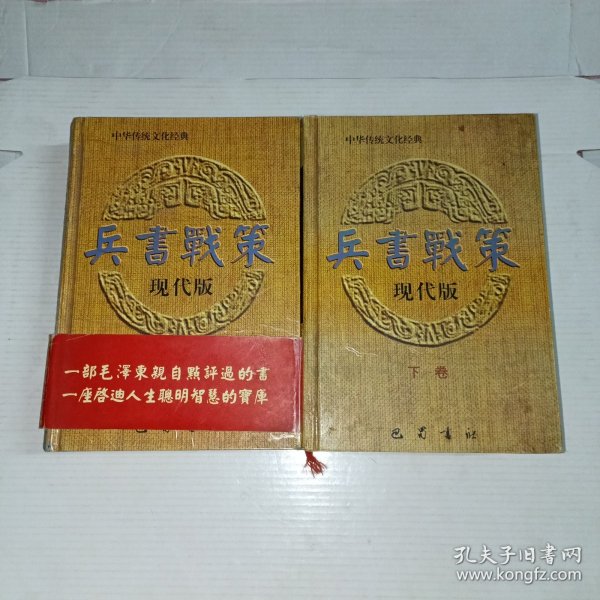 中华传统文化经典
兵書戰策
现代版
一部毛澤東親自點評過的書
一座啓迪人生聰明智慧的寶庫
中华传统文化经典
兵書戰策
现代版
下卷
巴蜀書社
孔夫子旧书网
www.kongfz.com